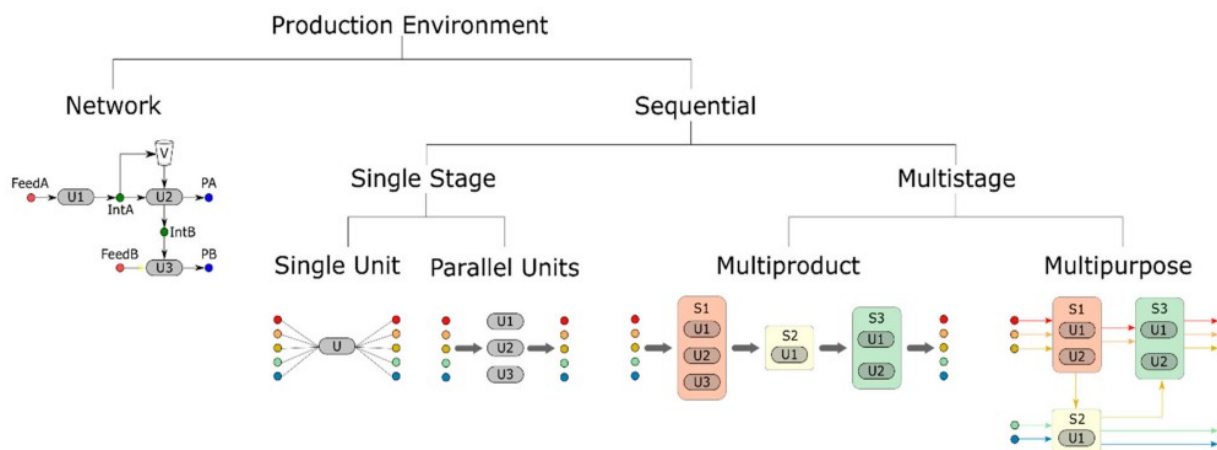 Production Environment
Network
Sequential
Single Stage
Multistage
Single Unit
Parallel Units
Multiproduct
Multipurpose
V
FeedA
U1
IntA
U2
PA
IntB
FeedB
U3
PB
U
U1
U2
U3
S1
U1
U2
U3
S2
U1
S3
U1
U2
S1
U1
U2
S3
U1
U2
S2
U1